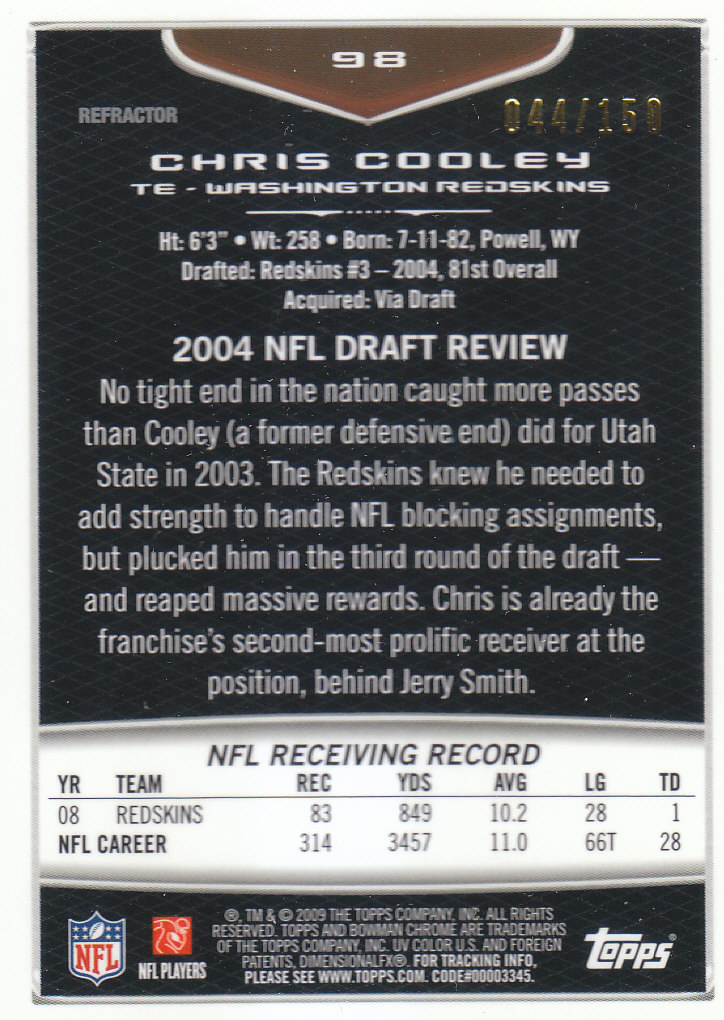 98
REFRACTOR
044/150
CHRIS COOLEY
TE - WASHINGTON REDSKINS
Ht: 6'3" • Wt: 258 • Born: 7-11-82, Powell, WY
Drafted: Redskins #3 – 2004, 81st Overall
Acquired: Via Draft
2004 NFL DRAFT REVIEW
No tight end in the nation caught more passes
than Cooley (a former defensive end) did for Utah
State in 2003. The Redskins knew he needed to
add strength to handle NFL blocking assignments,
but plucked him in the third round of the draft —
and reaped massive rewards. Chris is already the
franchise's second-most prolific receiver at the
position, behind Jerry Smith.
NFL RECEIVING RECORD
YR TEAM REC YDS AVG LG TD
08 REDSKINS 83 849 10.2 28 1
NFL CAREER 314 3457 11.0 66T 28
®, TM & © 2009 THE TOPPS COMPANY, INC. ALL RIGHTS
RESERVED. TOPPS AND BOWMAN CHROME ARE TRADEMARKS
OF THE TOPPS COMPANY, INC. UV COLOR U.S. AND FOREIGN
PATENTS. DIMENSIONALFX®. FOR TRACKING INFO,
PLEASE SEE WWW.TOPPS.COM. CODE#00003345.
NFL
NFL PLAYERS
topps®